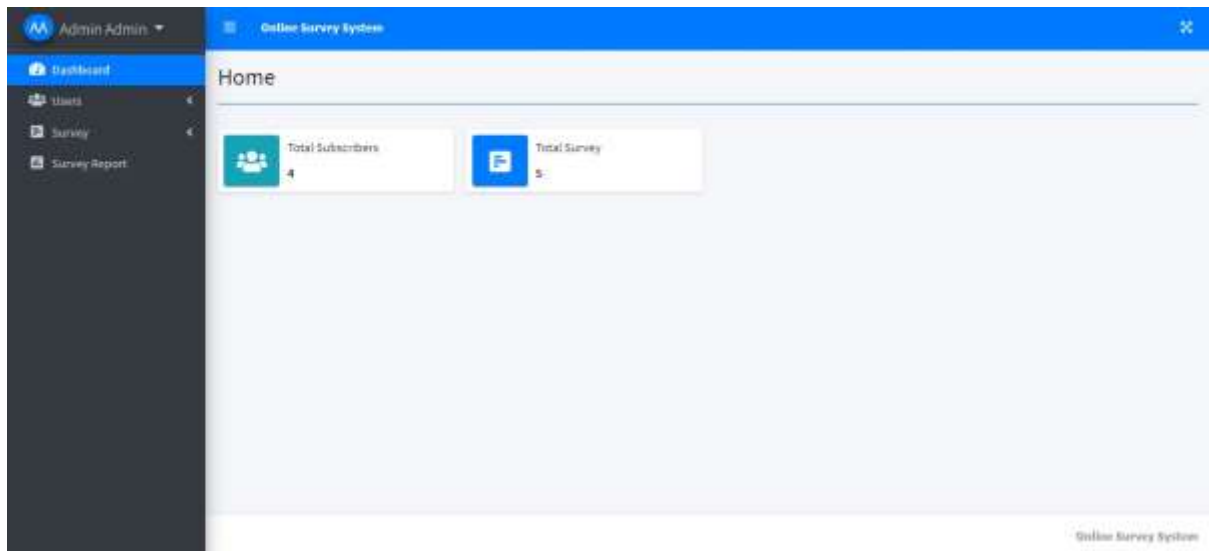 AA Admin Admin
Online Survey System
Dashboard
Users
Survey
Survey Report
Home
Total Subscribers
4
Total Survey
5
Online Survey System